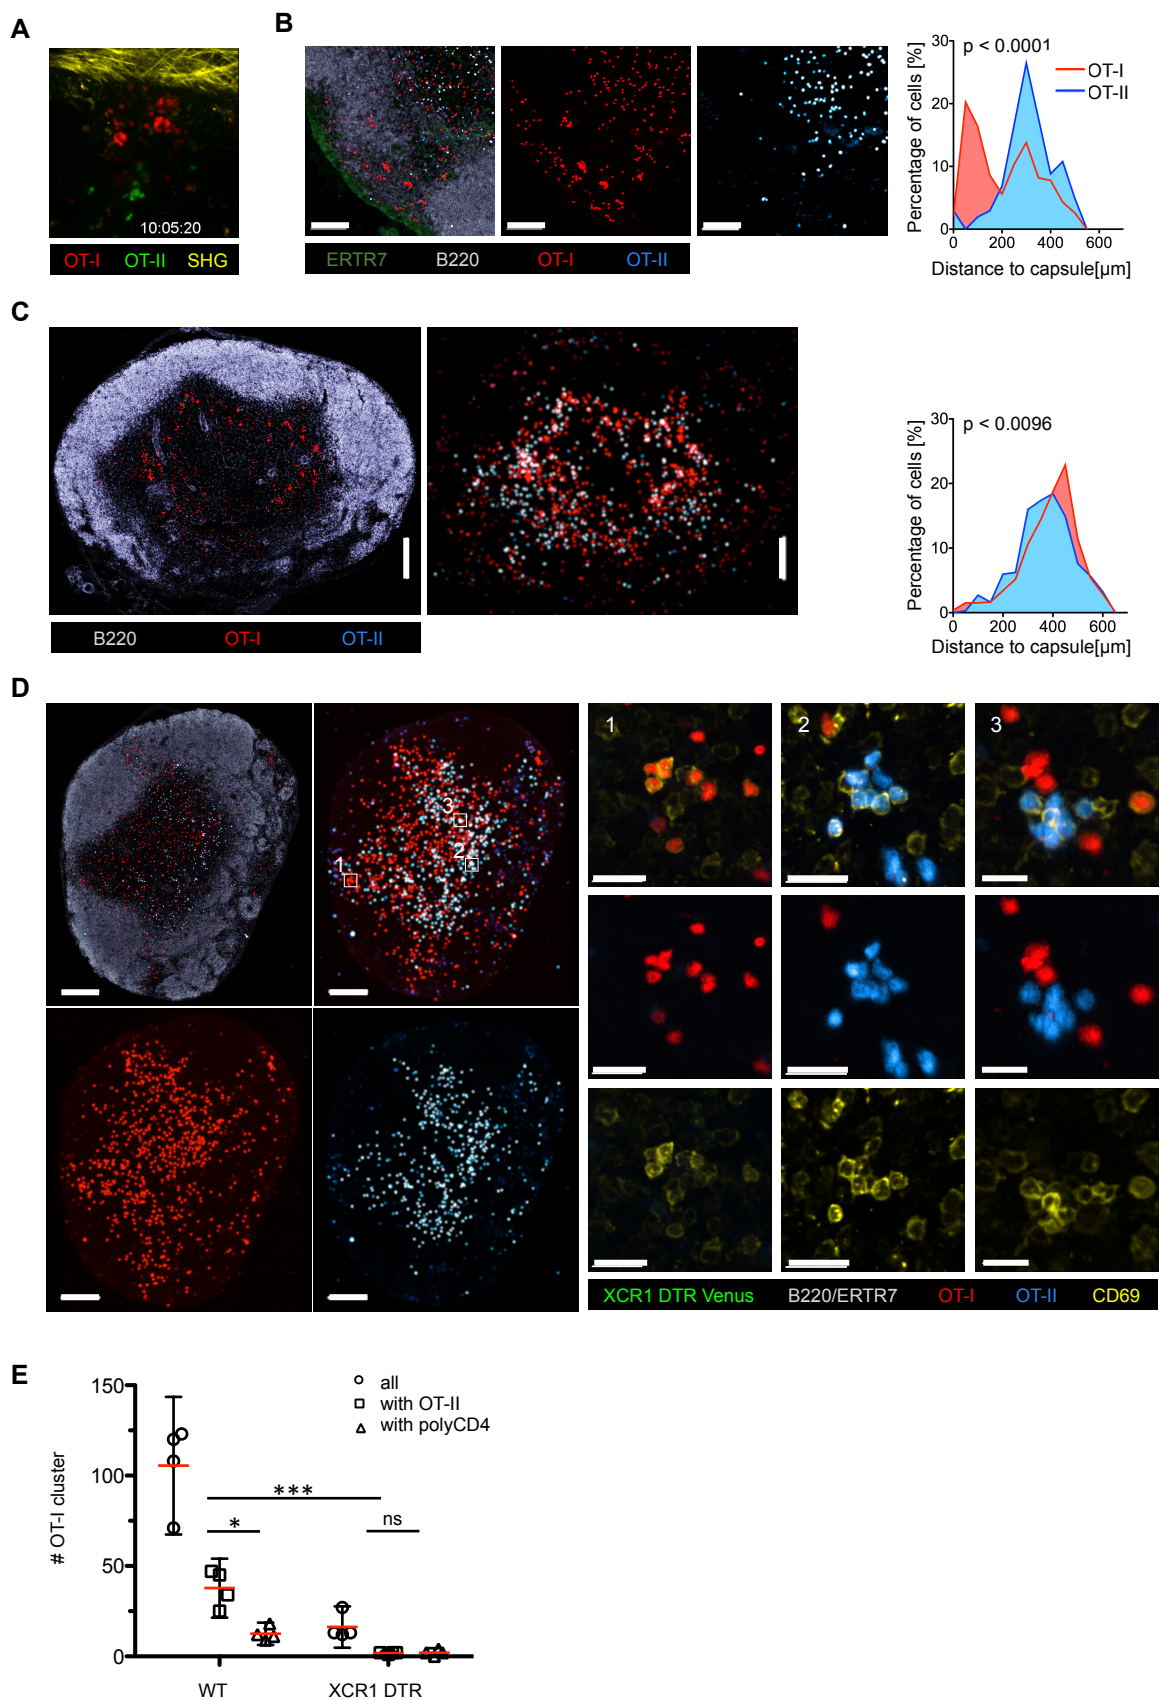 A
10:05:20
OT-I OT-II SHG
B
ERTR7 B220 OT-I OT-II
p < 0.0001
OT-I
OT-II
Percentage of cells [%]
30
20
10
0
0 200 400 600
Distance to capsule[µm]
C
B220 OT-I OT-II
p < 0.0096
Percentage of cells [%]
30
20
10
0
0 200 400 600
Distance to capsule[µm]
D
1
2
3
1 2 3
XCR1 DTR Venus B220/ERTR7 OT-I OT-II CD69
E
all
with OT-II
with polyCD4
# OT-I cluster
150
100
50
0
***
*
ns
WT XCR1 DTR